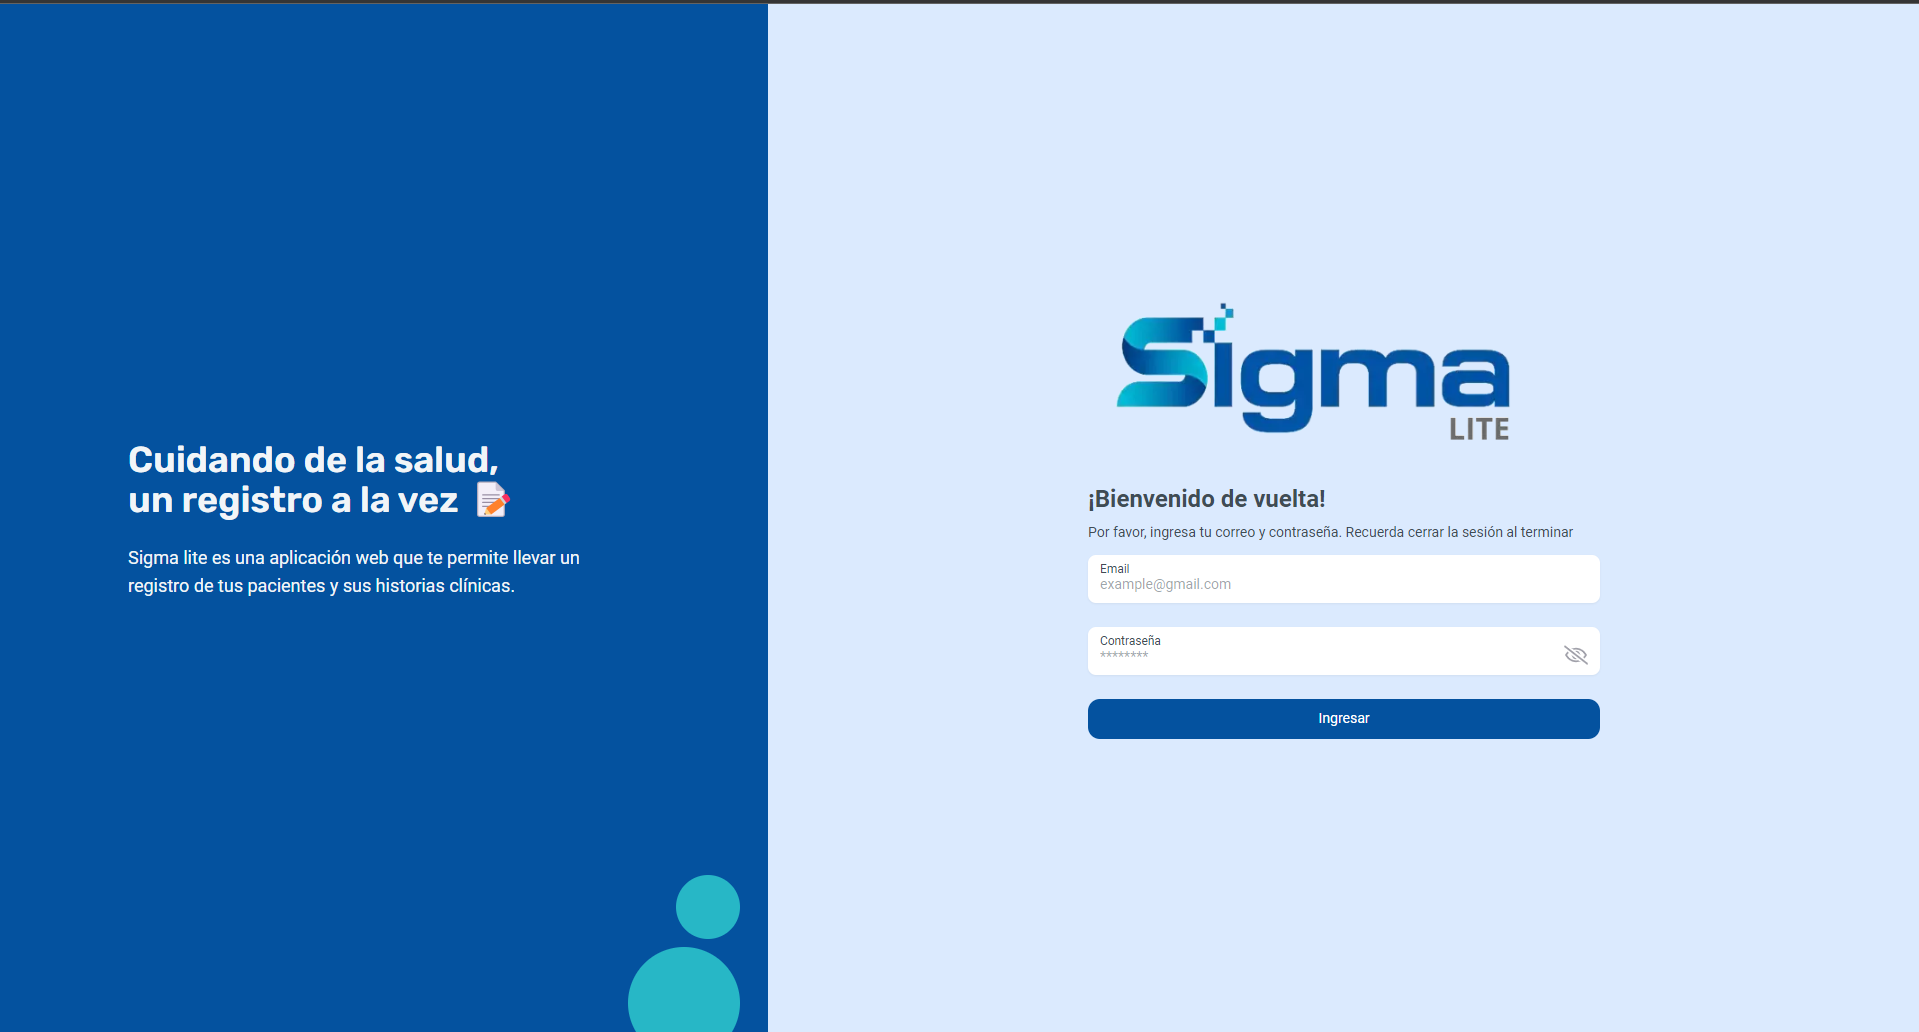 Cuidando de la salud,
un registro a la vez
Sigma lite es una aplicación web que te permite llevar un
registro de tus pacientes y sus historias clínicas.
Sigma
LITE
¡Bienvenido de vuelta!
Por favor, ingresa tu correo y contraseña. Recuerda cerrar la sesión al terminar
Email
example@gmail.com
Contraseña
********
Ingresar